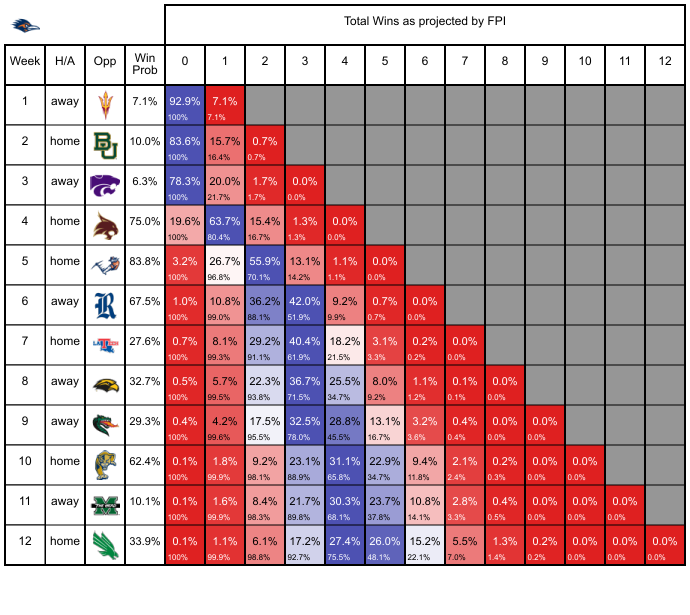 Total Wins as projected by FPI
Week H/A Opp Win Prob 0 1 2 3 4 5 6 7 8 9 10 11 12
1 away 7.1% 92.9% 7.1%
100% 7.1%
2 home BU 10.0% 83.6% 15.7% 0.7%
100% 16.4% 0.7%
3 away 6.3% 78.3% 20.0% 1.7% 0.0%
100% 21.7% 1.7% 0.0%
4 home 75.0% 19.6% 63.7% 15.4% 1.3% 0.0%
100% 80.4% 16.7% 1.3% 0.0%
5 home 83.8% 3.2% 26.7% 55.9% 13.1% 1.1% 0.0%
100% 96.8% 70.1% 14.2% 1.1% 0.0%
6 away R 67.5% 1.0% 10.8% 36.2% 42.0% 9.2% 0.7% 0.0%
100% 99.0% 88.1% 51.9% 9.9% 0.7% 0.0%
7 home LA TECH 27.6% 0.7% 8.1% 29.2% 40.4% 18.2% 3.1% 0.2% 0.0%
100% 99.3% 91.1% 61.9% 21.5% 3.3% 0.2% 0.0%
8 away 32.7% 0.5% 5.7% 22.3% 36.7% 25.5% 8.0% 1.1% 0.1% 0.0%
100% 99.5% 93.8% 71.5% 34.7% 9.2% 1.2% 0.1% 0.0%
9 away 29.3% 0.4% 4.2% 17.5% 32.5% 28.8% 13.1% 3.2% 0.4% 0.0% 0.0%
100% 99.6% 95.5% 78.0% 45.5% 16.7% 3.6% 0.4% 0.0% 0.0%
10 home 62.4% 0.1% 1.8% 9.2% 23.1% 31.1% 22.9% 9.4% 2.1% 0.2% 0.0% 0.0%
100% 99.9% 98.1% 88.9% 65.8% 34.7% 11.8% 2.4% 0.3% 0.0% 0.0%
11 away M THE HERD 10.1% 0.1% 1.6% 8.4% 21.7% 30.3% 23.7% 10.8% 2.8% 0.4% 0.0% 0.0% 0.0%
100% 99.9% 98.3% 89.8% 68.1% 37.8% 14.1% 3.3% 0.5% 0.0% 0.0% 0.0%
12 home 33.9% 0.1% 1.1% 6.1% 17.2% 27.4% 26.0% 15.2% 5.5% 1.3% 0.2% 0.0% 0.0% 0.0%
100% 99.9% 98.8% 92.7% 75.5% 48.1% 22.1% 7.0% 1.4% 0.2% 0.0% 0.0% 0.0%